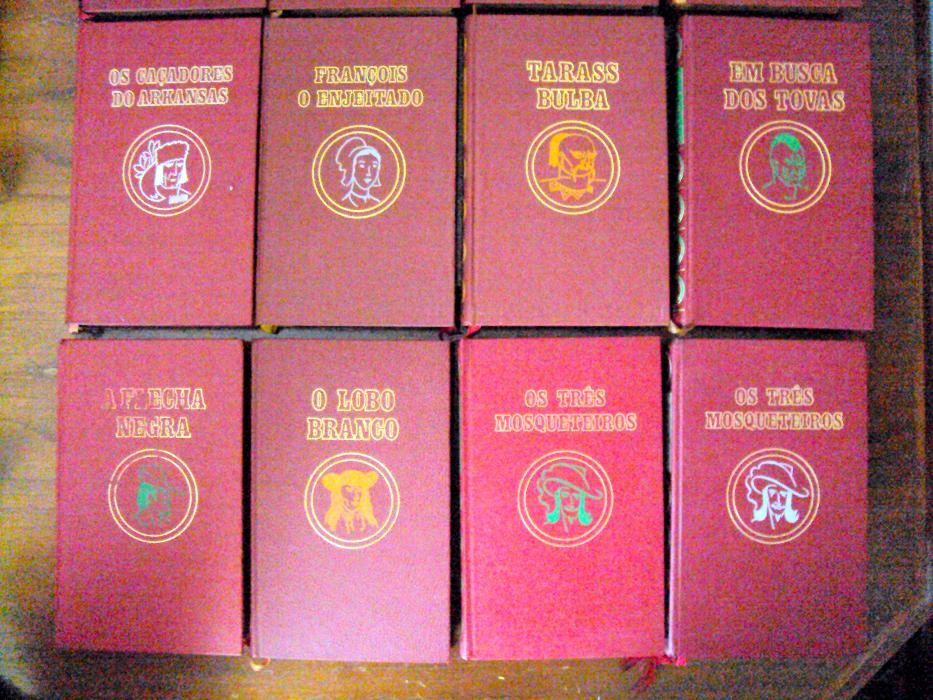 OS CAÇADORES
DO ARKANSAS
FRANÇOIS
O ENJEITADO
TARASS
BULBA
EM BUSCA
DOS TOVAS
A FLECHA
NEGRA
O LOBO
BRANCO
OS TRÊS
MOSQUETEIROS
OS TRÊS
MOSQUETEIROS